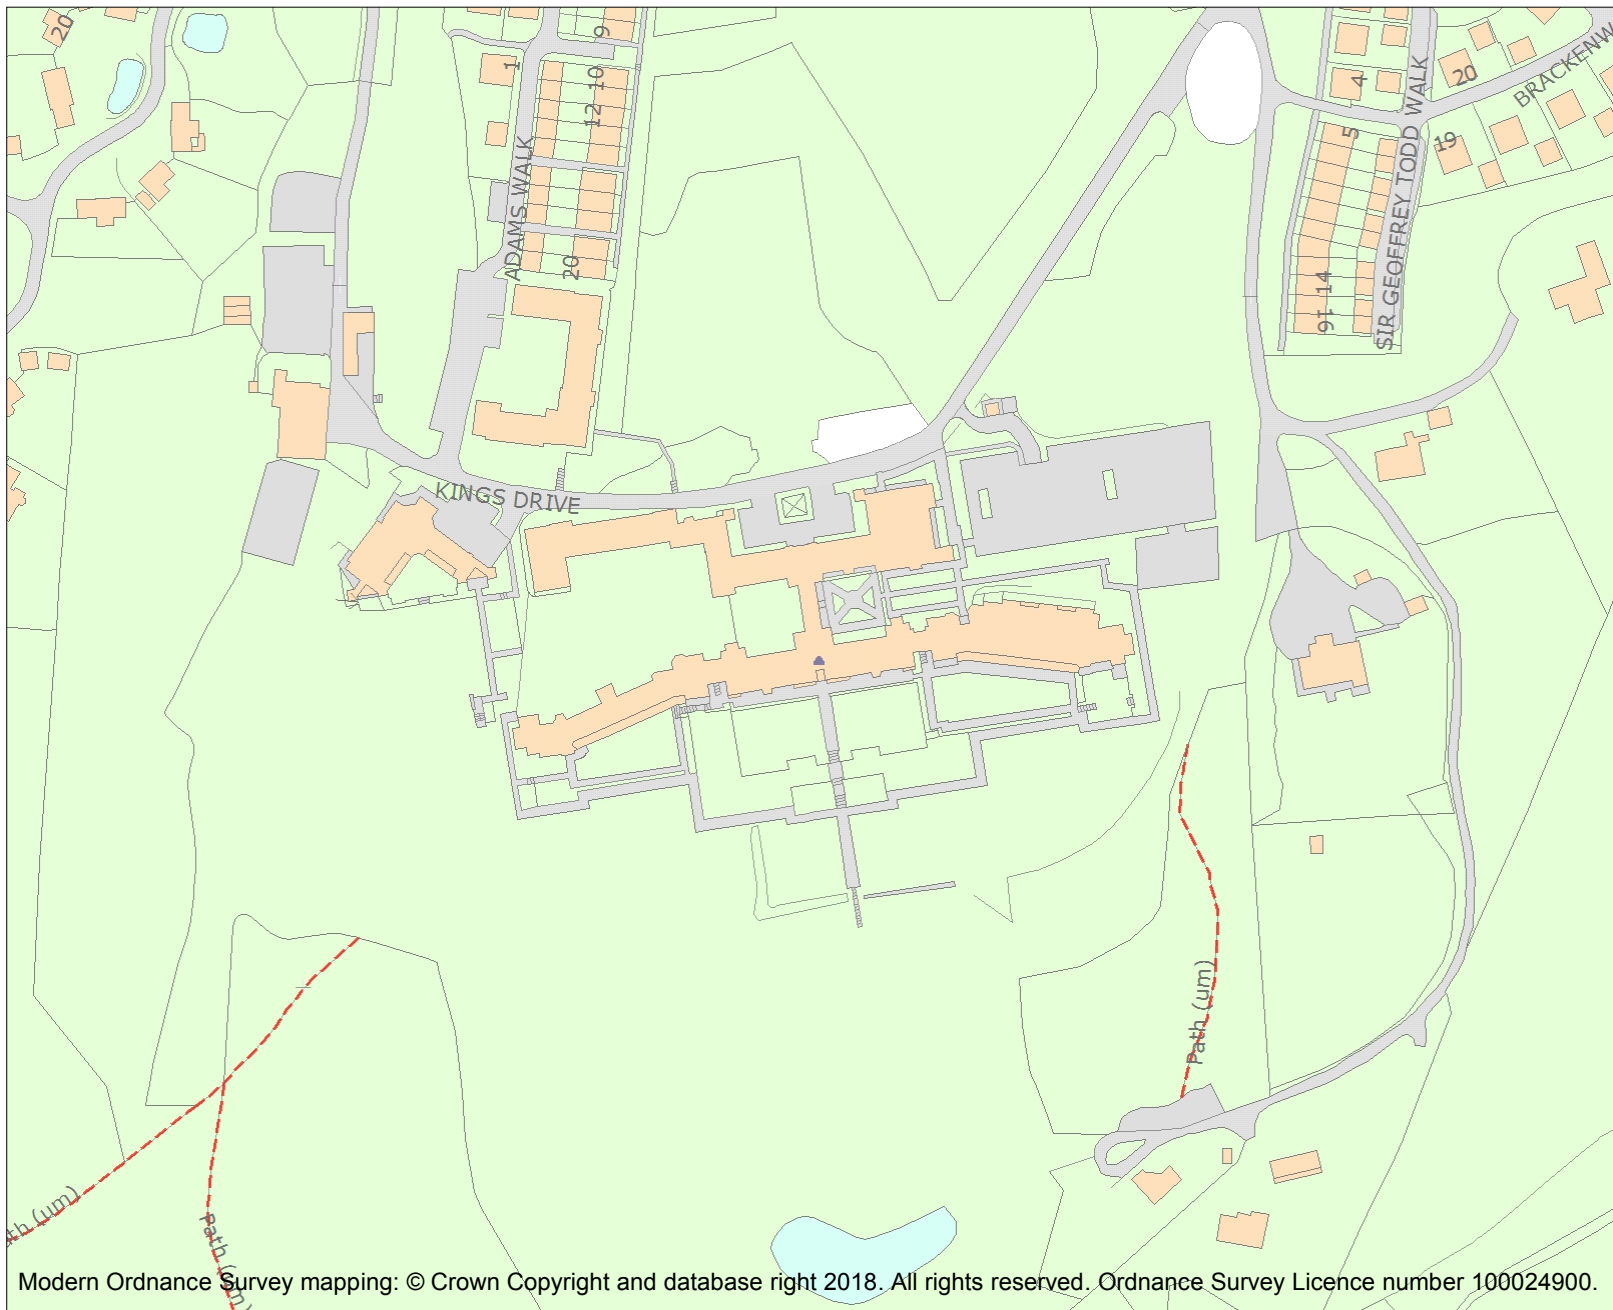 20
1
9
10
12
ADAMS WALK
20
4
5
20
19
BRACKENW
SIR GEOFFREY TODD WALK
14
16
KINGS DRIVE
Path (um)
ath (um)
Path (um)
Modern Ordnance Survey mapping: © Crown Copyright and database right 2018. All rights reserved. Ordnance Survey Licence number 100024900.